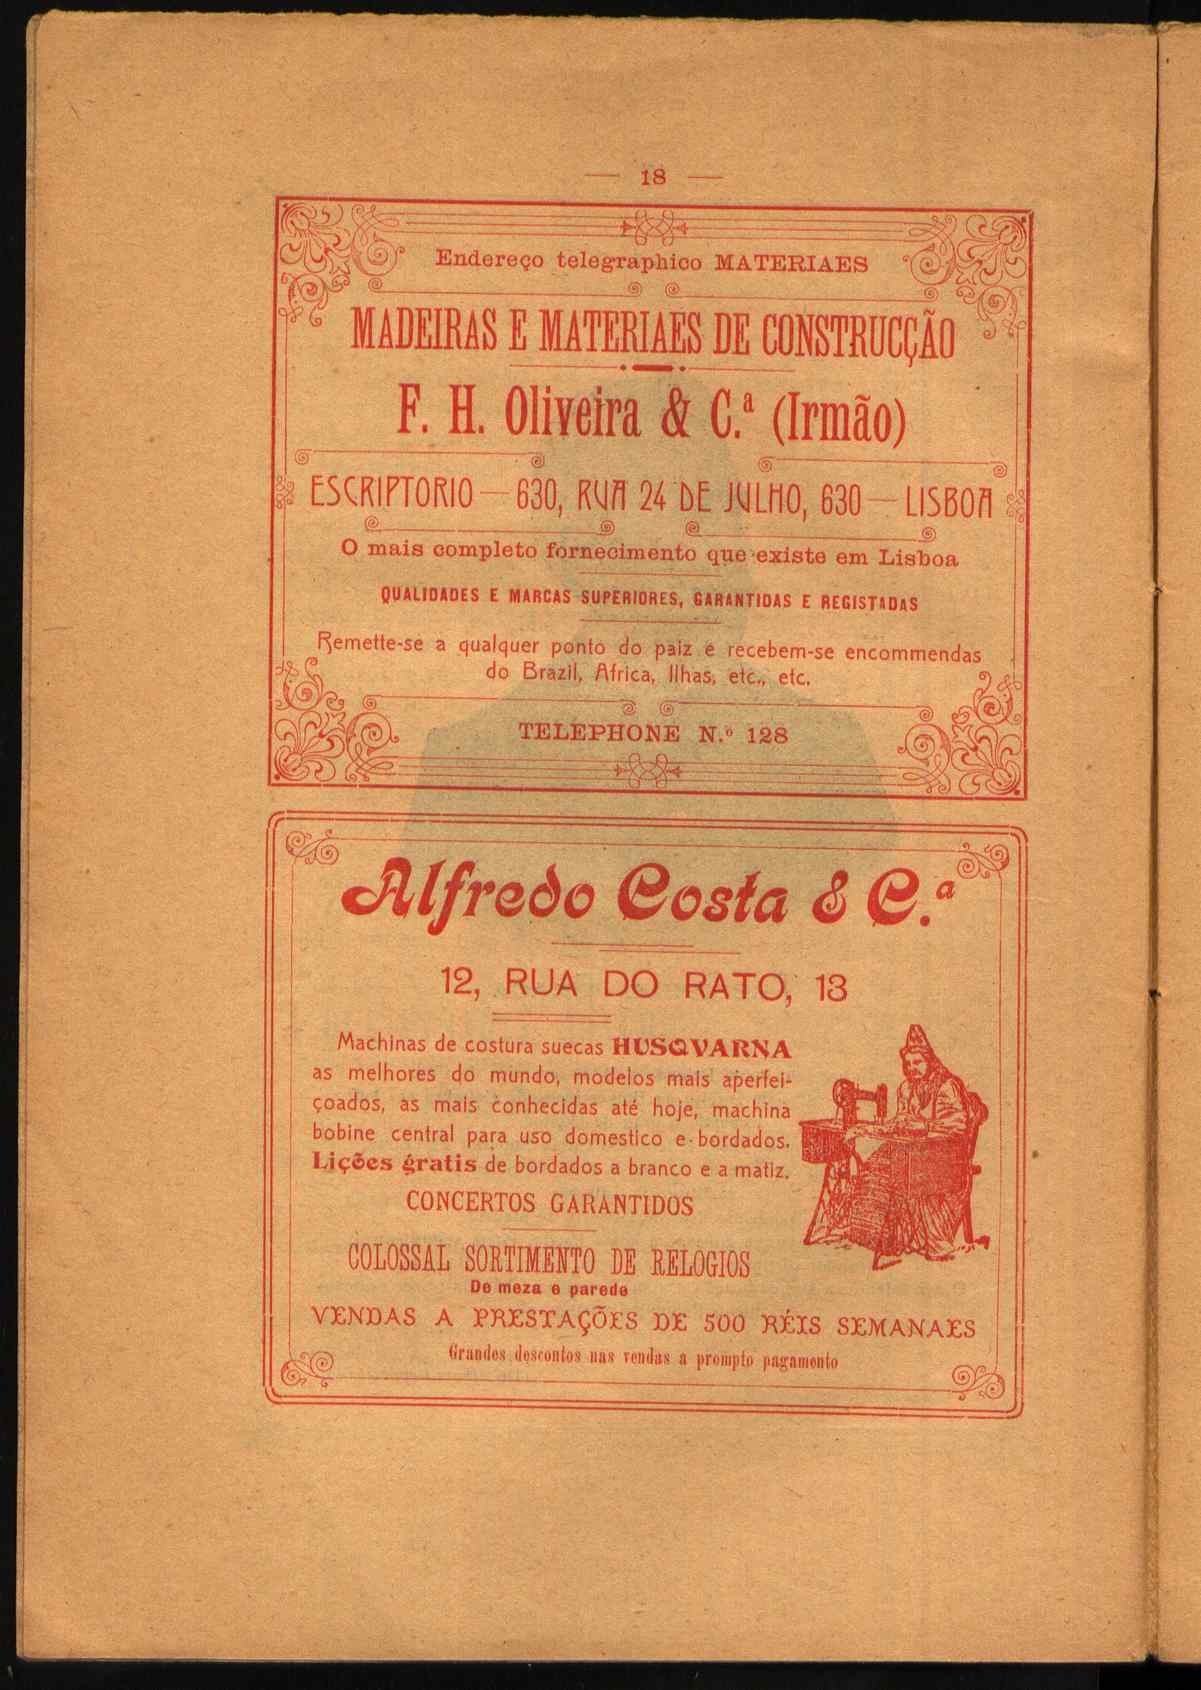 — 18 —
Endereço telegraphico MATERIAES
MADEIRAS E MATERIAES DE CONSTRUCÇÃO
F. H. Oliveira & C.ª (Irmão)
ESCRIPTORIO — 630, RUA 24 DE JULHO, 630 — LISBOA
O mais completo fornecimento que existe em Lisboa
QUALIDADES E MARCAS SUPERIORES, GARANTIDAS E REGISTADAS
Remette-se a qualquer ponto do paiz e recebem-se encommendas
do Brazil, Africa, Ilhas, etc., etc.
TELEPHONE N.º 128
Alfredo Costa & C.ª
12, RUA DO RATO, 13
Machinas de costura suecas HUSQVARNA
as melhores do mundo, modelos mais aperfei-
çoados, as mais conhecidas até hoje, machina
bobine central para uso domestico e bordados.
Lições gratis de bordados a branco e a matiz.
CONCERTOS GARANTIDOS
COLOSSAL SORTIMENTO DE RELOGIOS
De meza e parede
VENDAS A PRESTAÇÕES DE 500 RÉIS SEMANAES
Grandes descontos nas vendas a prompto pagamento